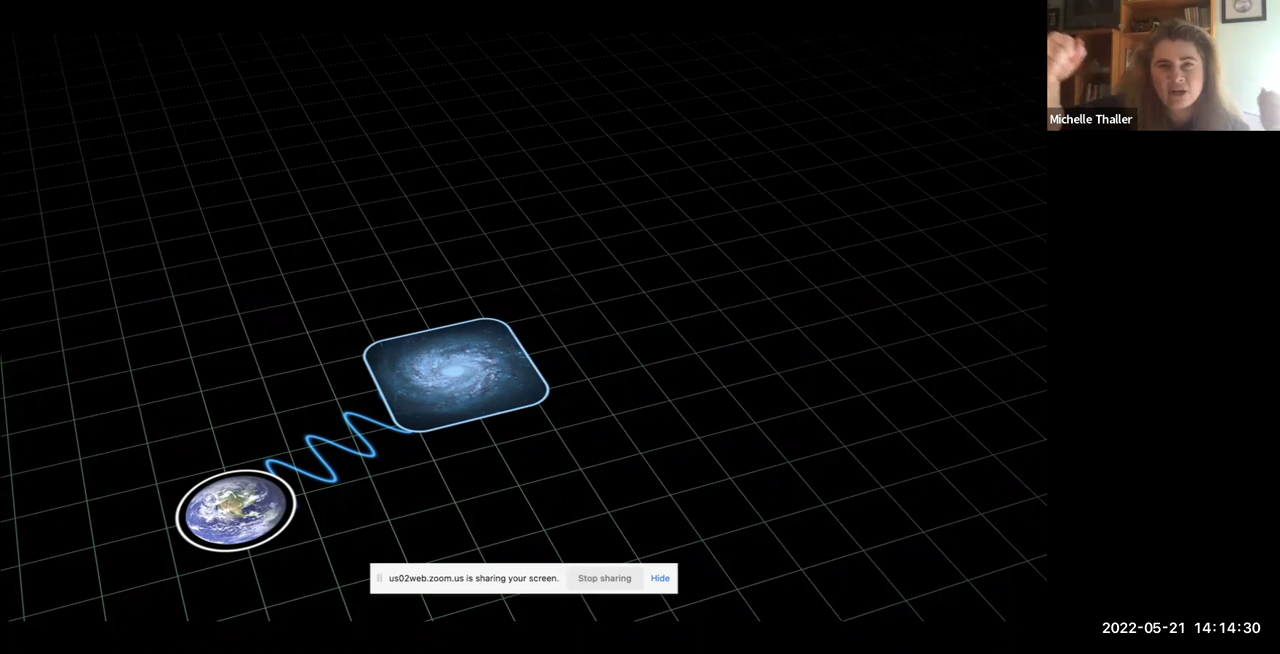 Michelle Thaller
us02web.zoom.us is sharing your screen. Stop sharing Hide
2022-05-21 14:14:30